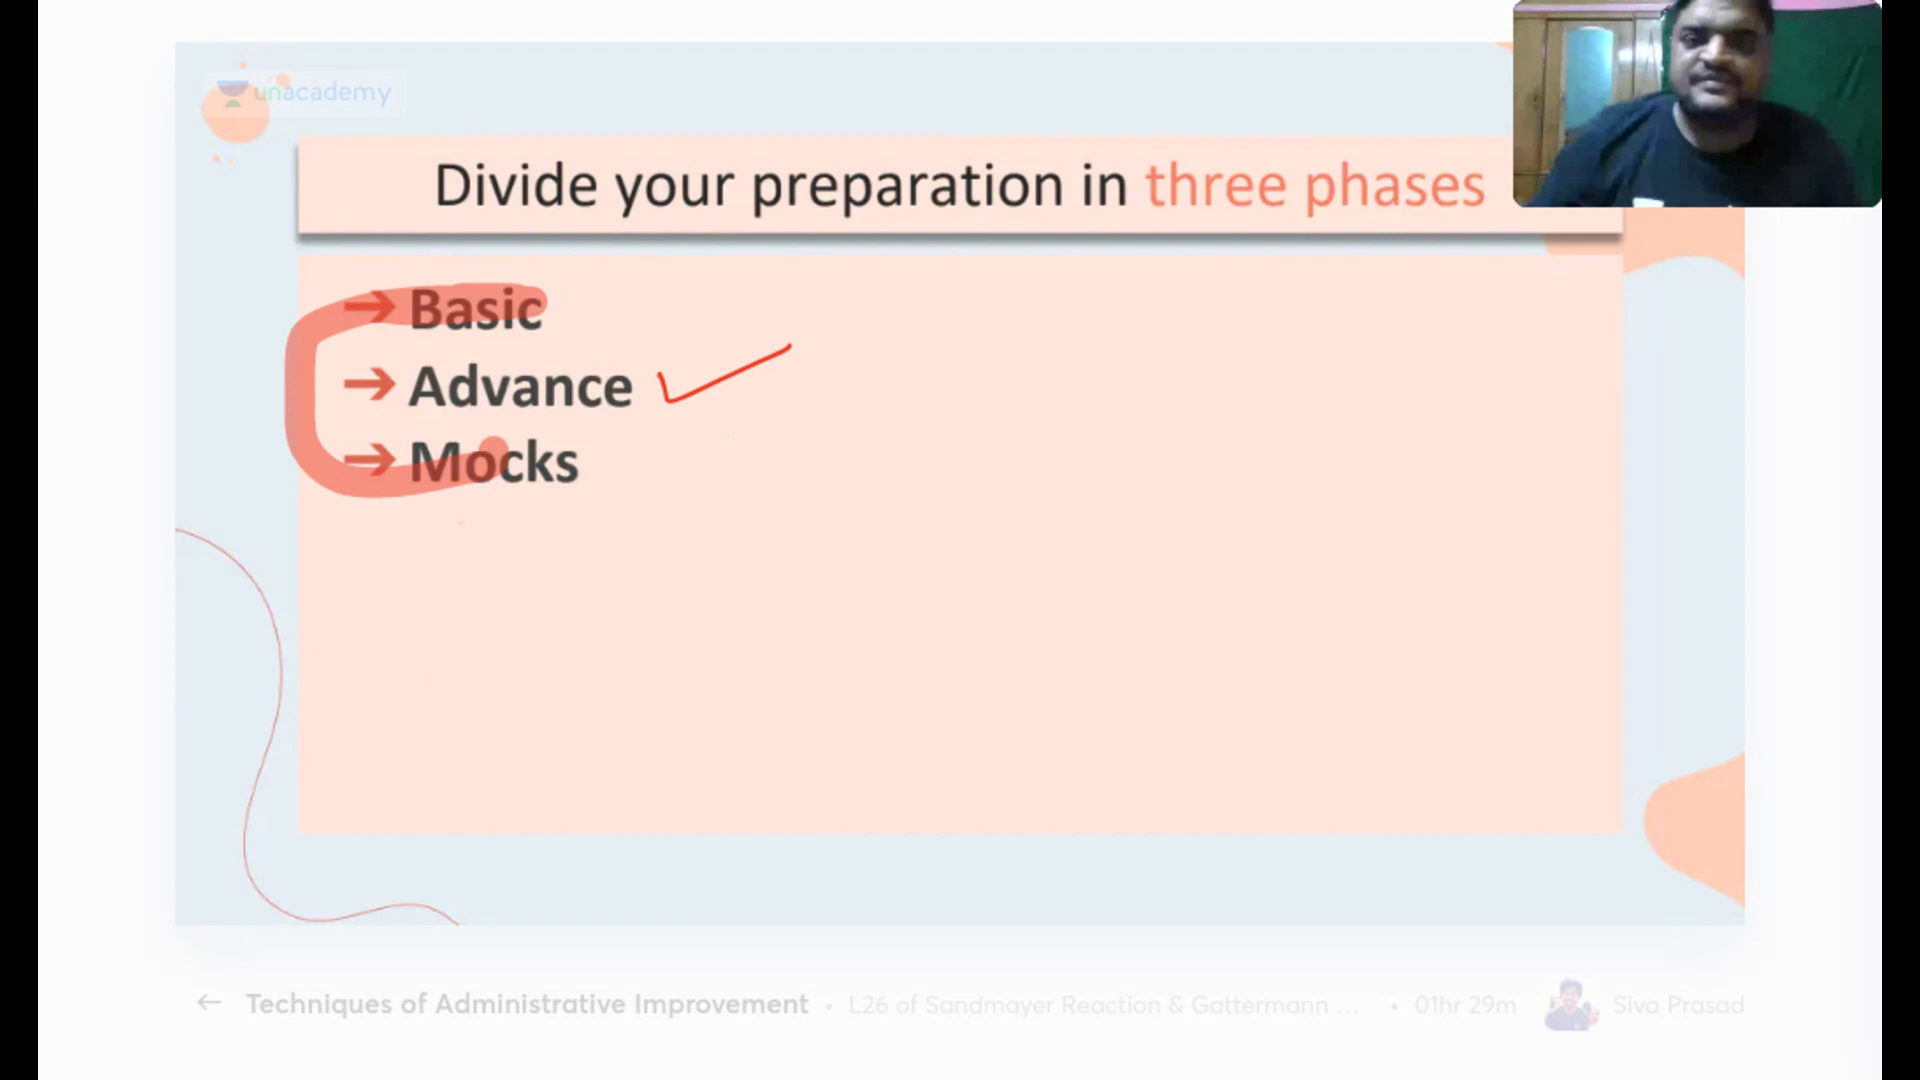 unacademy
Divide your preparation in three phases
➔ Basic
➔ Advance
➔ Mocks
← Techniques of Administrative Improvement • L26 of Sandmayer Reaction & Gattermann ... • 01hr 29m Siva Prasad